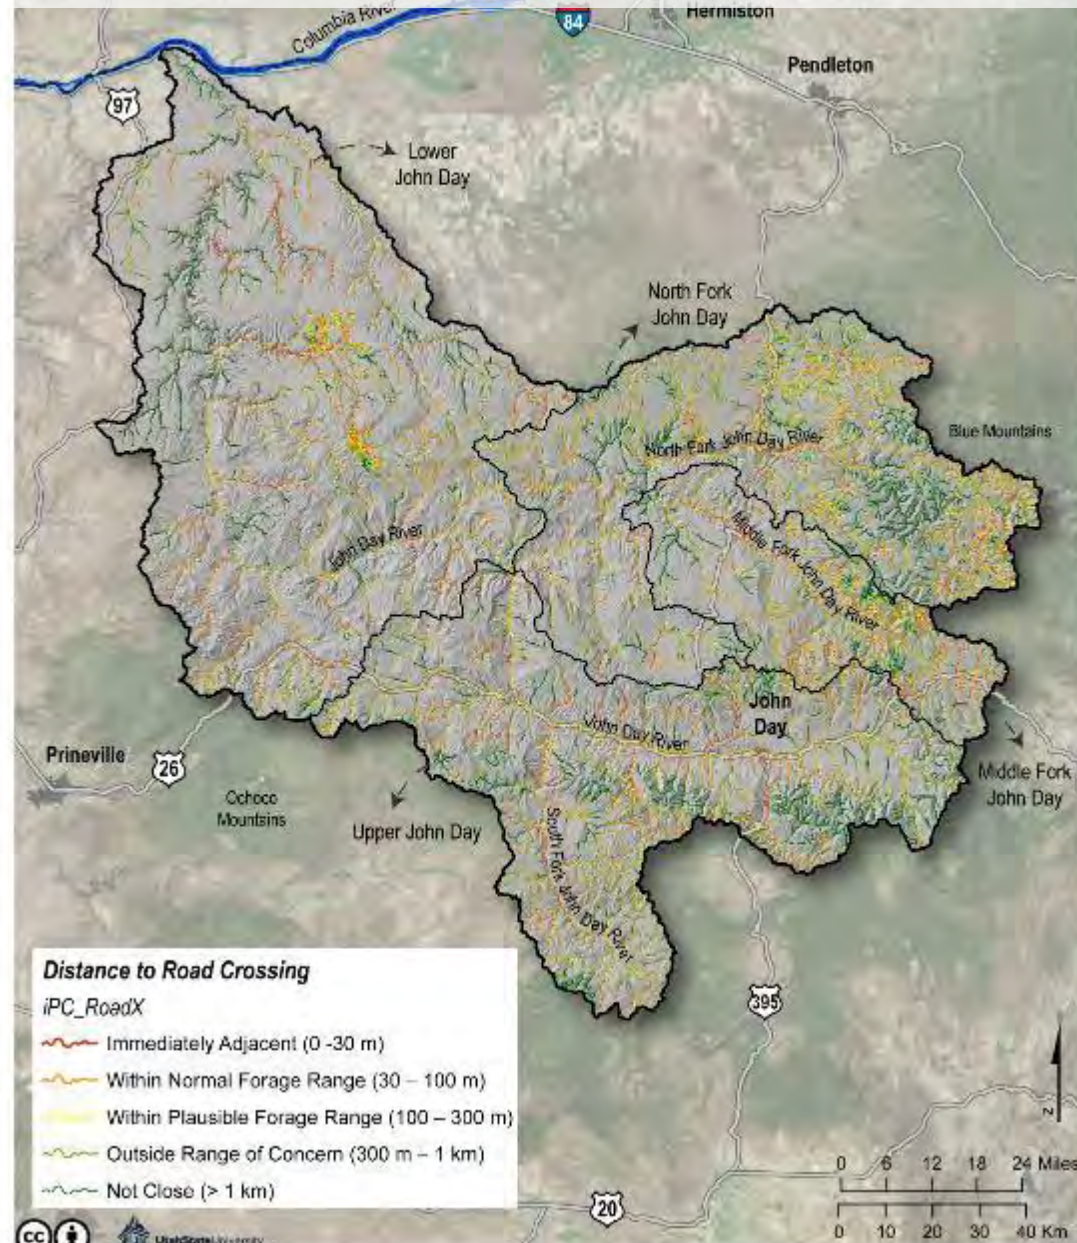 Columbia River
84
Hermiston
Pendleton
97
Lower
John Day
North Fork
John Day
Blue Mountains
North Fork John Day River
Middle Fork John Day River
John Day River
John
Day
John Day River
Prineville
26
Ochoco
Mountains
Upper John Day
South Fork John Day River
Middle Fork
John Day
395
Distance to Road Crossing
iPC_RoadX
Immediately Adjacent (0 -30 m)
Within Normal Forage Range (30 – 100 m)
Within Plausible Forage Range (100 – 300 m)
Outside Range of Concern (300 m – 1 km)
Not Close (> 1 km)
N
0 6 12 18 24 Miles
0 10 20 30 40 Km
20
cc
UtahStateUniversity